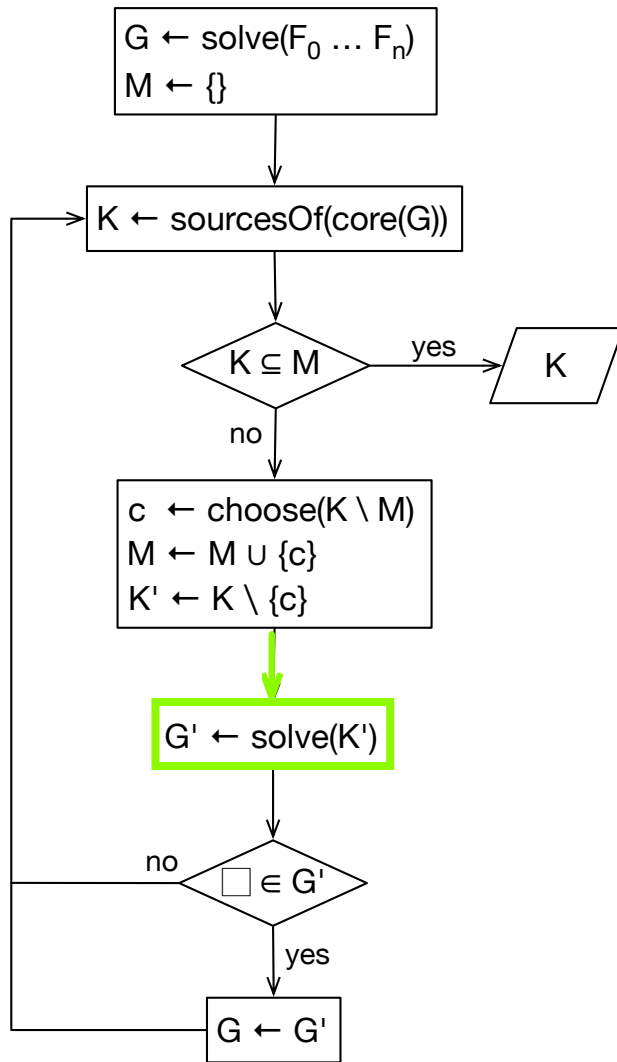 G ← solve(F₀ … Fₙ)
M ← {}
K ← sourcesOf(core(G))
K ⊆ M
yes
K
no
c ← choose(K \ M)
M ← M ∪ {c}
K' ← K \ {c}
G' ← solve(K')
no
□ ∈ G'
yes
G ← G'